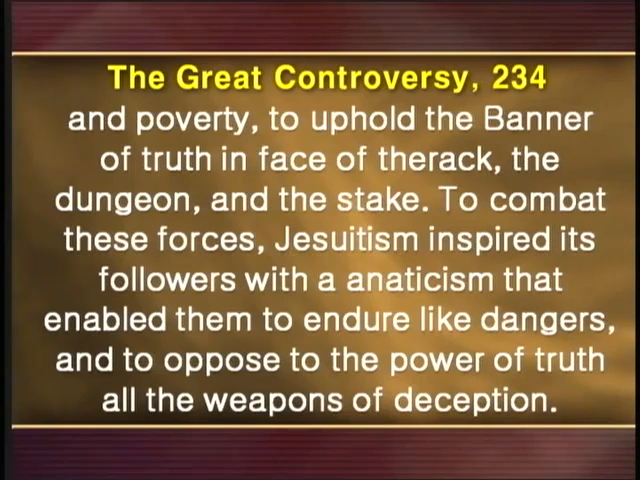 The Great Controversy, 234
and poverty, to uphold the Banner
of truth in face of therack, the
dungeon, and the stake. To combat
these forces, Jesuitism inspired its
followers with a anaticism that
enabled them to endure like dangers,
and to oppose to the power of truth
all the weapons of deception.